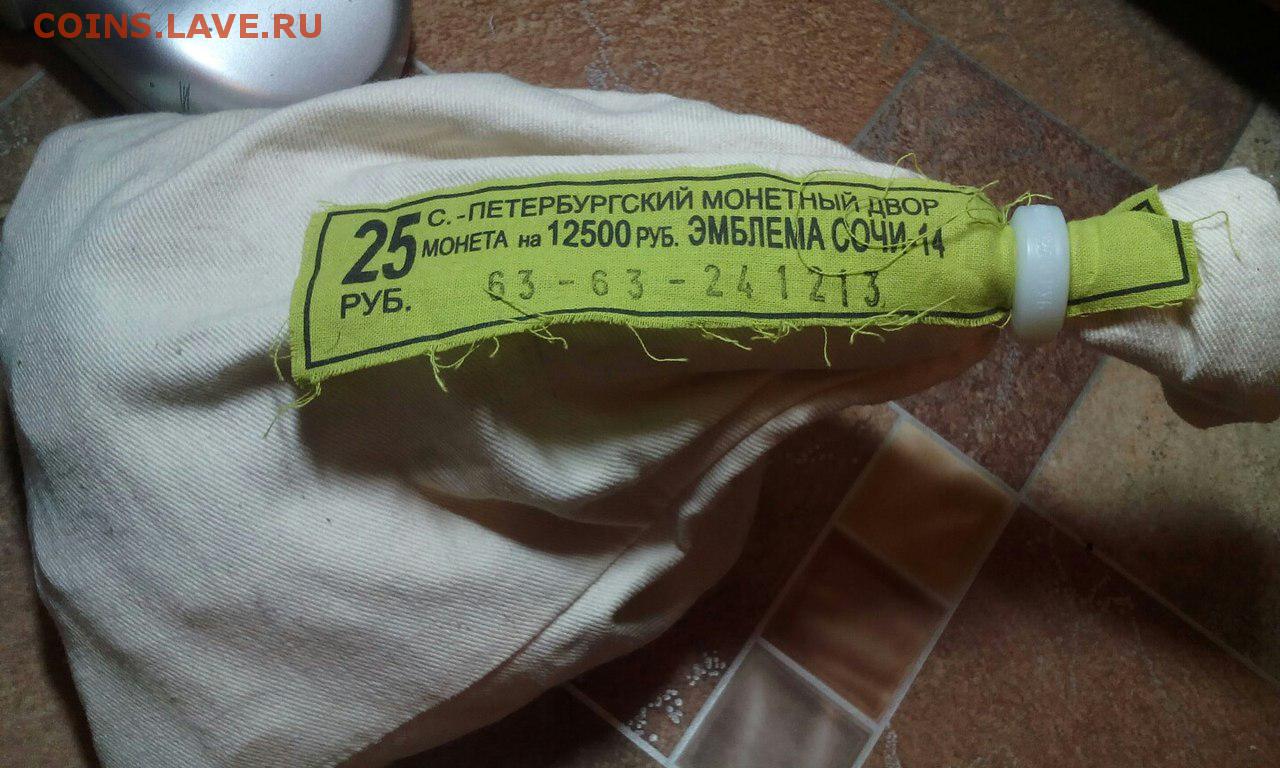 COINS.LAVE.RU
25 РУБ.
С.-ПЕТЕРБУРГСКИЙ МОНЕТНЫЙ ДВОР
МОНЕТА на 12500 РУБ. ЭМБЛЕМА СОЧИ-14
63-63-241213